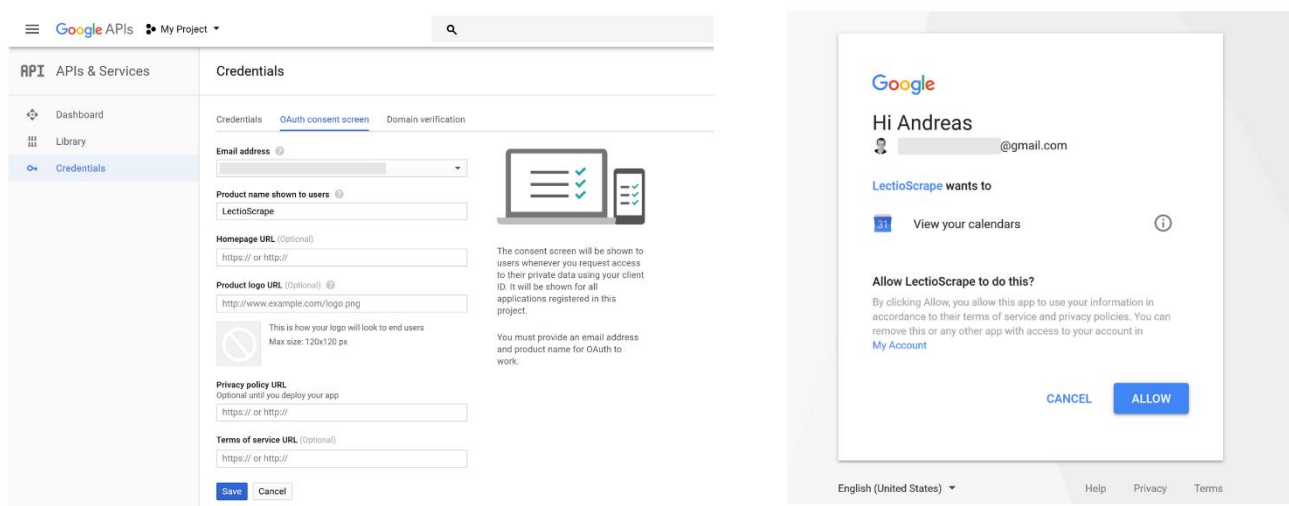 Google APIs My Project
API APIs & Services
Dashboard
Library
Credentials
Credentials
Credentials OAuth consent screen Domain verification
Email address
Product name shown to users
LectioScrape
Homepage URL (Optional)
https:// or http://
Product logo URL (Optional)
http://www.example.com/logo.png
This is how your logo will look to end users
Max size: 120x120 px
Privacy policy URL
Optional until you deploy your app
https:// or http://
Terms of service URL (Optional)
https:// or http://
Save Cancel
The consent screen will be shown to
users whenever you request access
to their private data using your client
ID. It will be shown for all
applications registered in this
project.
You must provide an email address
and product name for OAuth to
work.
Google
Hi Andreas
@gmail.com
LectioScrape wants to
31 View your calendars
Allow LectioScrape to do this?
By clicking Allow, you allow this app to use your information in
accordance to their terms of service and privacy policies. You can
remove this or any other app with access to your account in
My Account
CANCEL ALLOW
English (United States) Help Privacy Terms